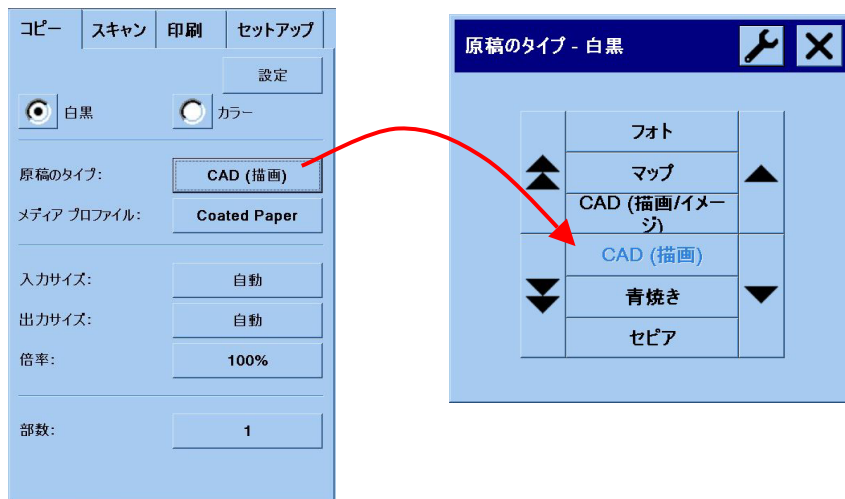 コピー スキャン 印刷 セットアップ
設定
白黒 カラー
原稿のタイプ: CAD (描画)
メディア プロファイル: Coated Paper
入力サイズ: 自動
出力サイズ: 自動
倍率: 100%
部数: 1
原稿のタイプ - 白黒
フォト
マップ
CAD (描画/イメー
ジ)
CAD (描画)
青焼き
セピア